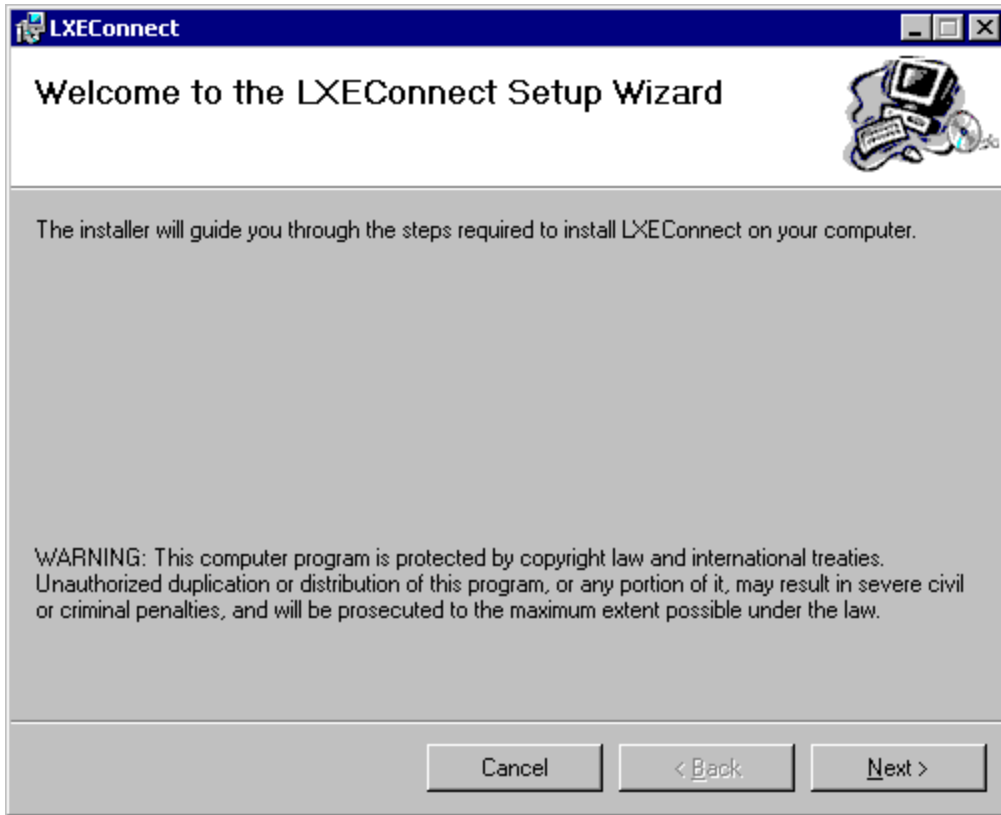 LXEConnect
Welcome to the LXEConnect Setup Wizard
The installer will guide you through the steps required to install LXEConnect on your computer.
WARNING: This computer program is protected by copyright law and international treaties.
Unauthorized duplication or distribution of this program, or any portion of it, may result in severe civil
or criminal penalties, and will be prosecuted to the maximum extent possible under the law.
Cancel
< Back
Next >